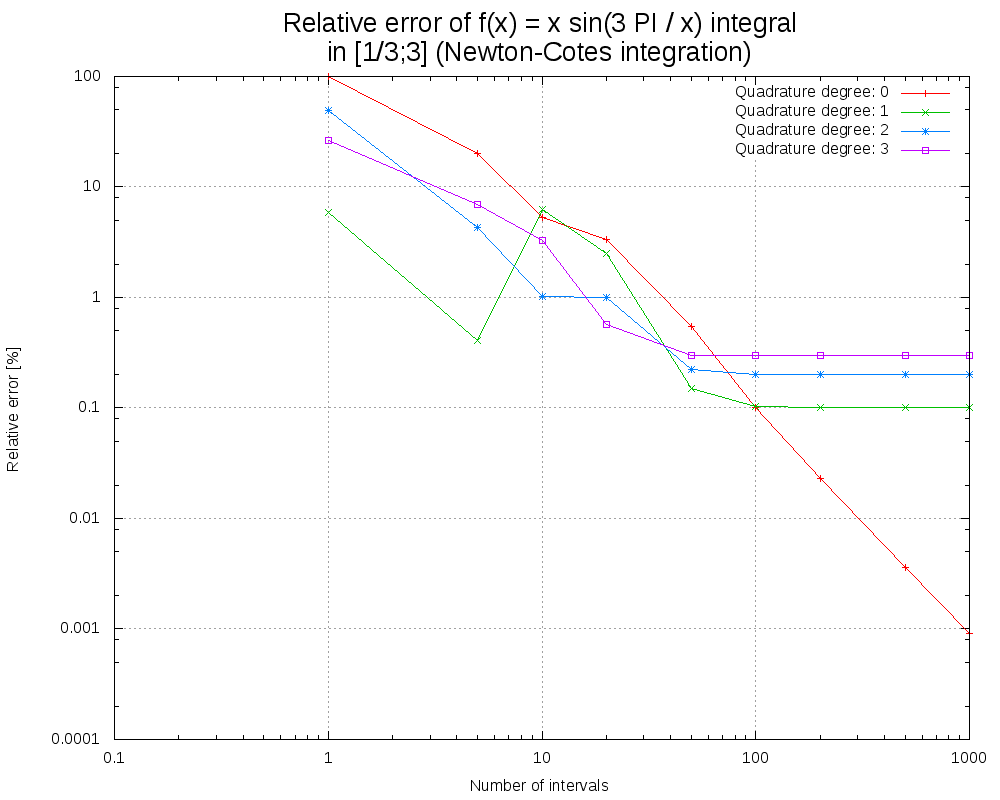 Relative error of f(x) = x sin(3 PI / x) integral
in [1/3;3] (Newton-Cotes integration)
Quadrature degree: 0
Quadrature degree: 1
Quadrature degree: 2
Quadrature degree: 3
100
10
1
0.1
0.01
0.001
0.0001
Relative error [%]
0.1
1
10
100
1000
Number of intervals